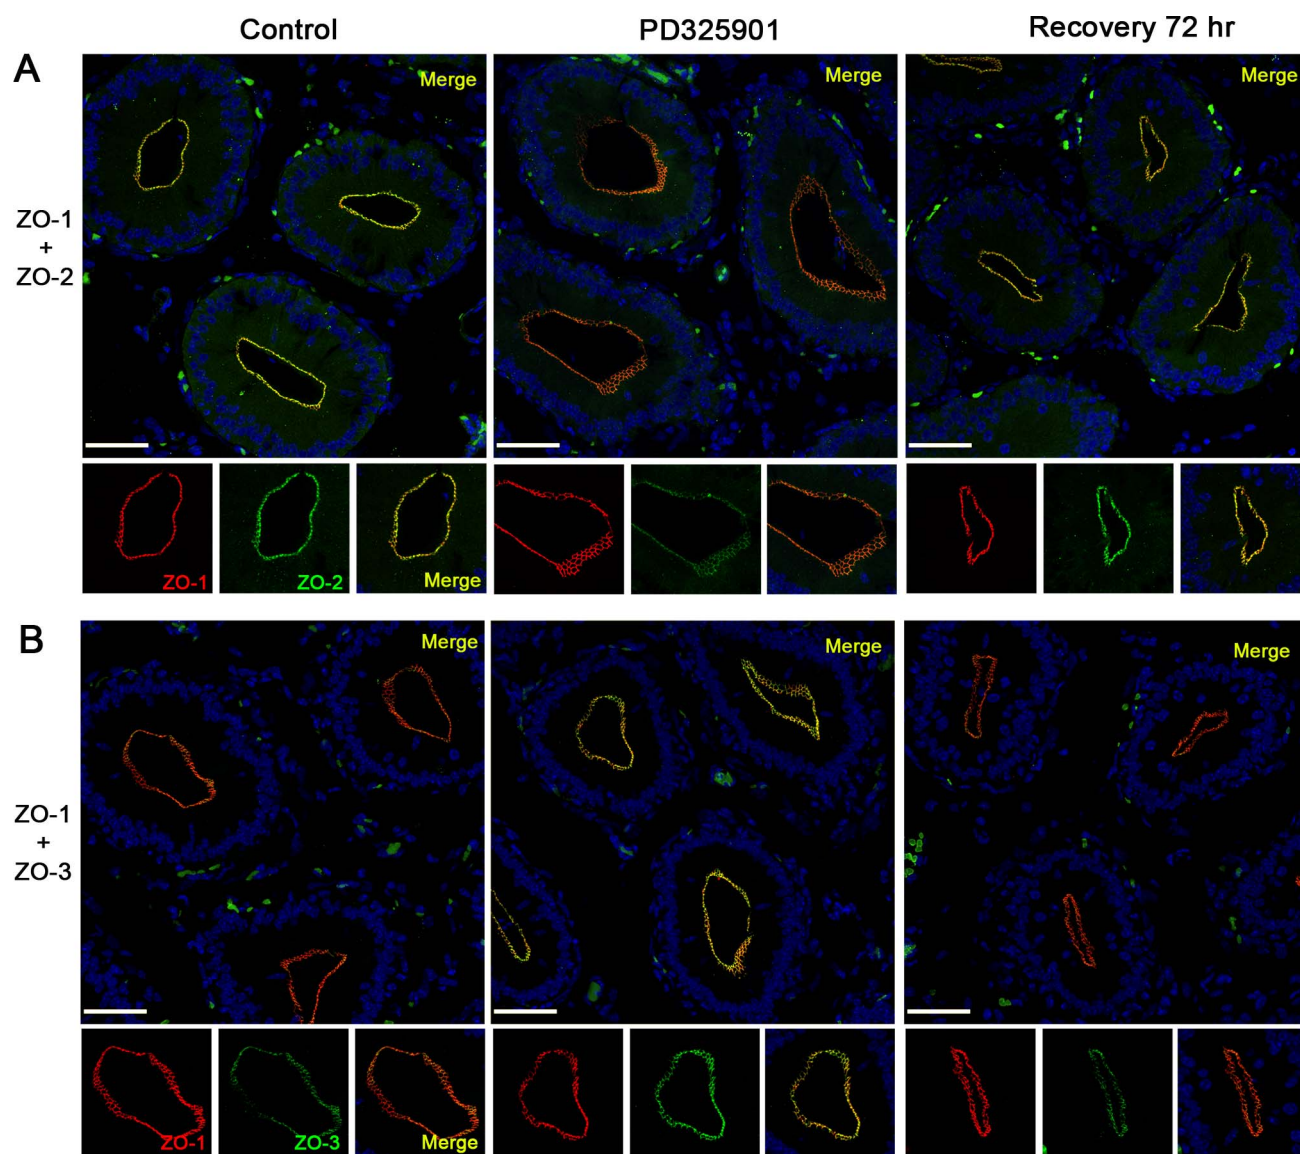 Control
PD325901
Recovery 72 hr
A
Merge
Merge
Merge
ZO-1
+
ZO-2
ZO-1
ZO-2
Merge
B
Merge
Merge
Merge
ZO-1
+
ZO-3
ZO-1
ZO-3
Merge